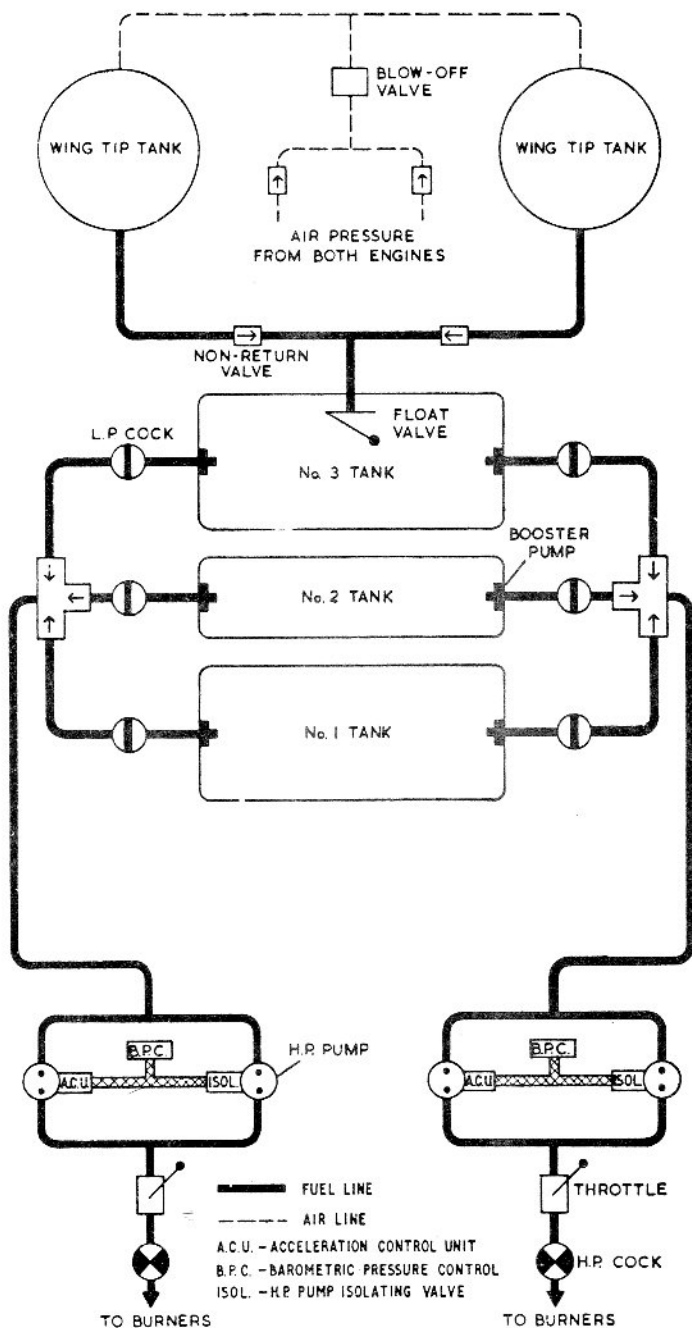 BLOW-OFF
VALVE
WING TIP TANK
WING TIP TANK
AIR PRESSURE
FROM BOTH ENGINES
NON-RETURN
VALVE
FLOAT
VALVE
L.P. COCK
No. 3 TANK
BOOSTER
PUMP
No. 2 TANK
No. 1 TANK
B.P.C.
H.P. PUMP
A.C.U.
ISOL.
B.P.C.
A.C.U.
ISOL.
FUEL LINE
THROTTLE
AIR LINE
A.C.U. - ACCELERATION CONTROL UNIT
B.P.C. - BAROMETRIC PRESSURE CONTROL
H.P. COCK
ISOL. - H.P. PUMP ISOLATING VALVE
TO BURNERS
TO BURNERS